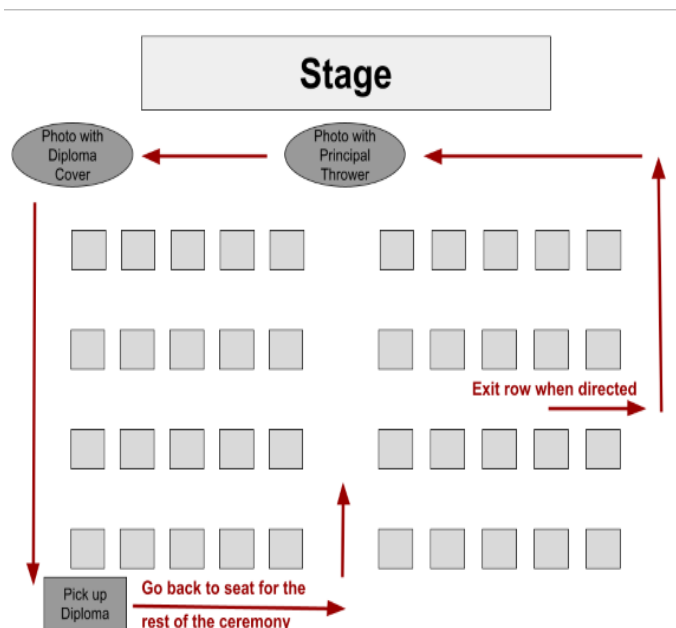 Stage
Photo with
Diploma
Cover
Photo with
Principal
Thrower
Exit row when directed
Pick up
Diploma
Go back to seat for the
rest of the ceremony